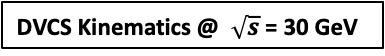 DVCS Kinematics @ √s = 30 GeV